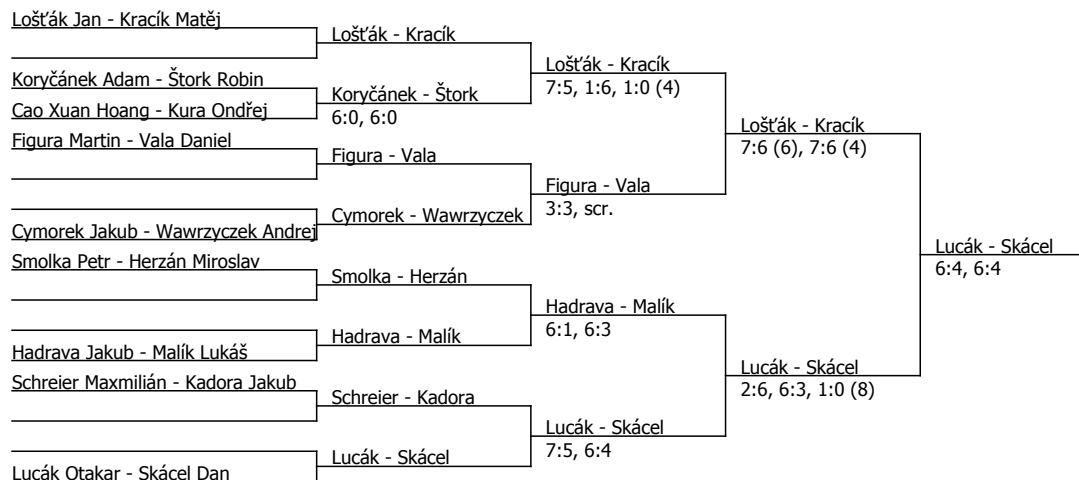 Lošťák Jan - Kracík Matěj
Koryčánek Adam - Štork Robin
Cao Xuan Hoang - Kura Ondřej
Figura Martin - Vala Daniel
Cymorek Jakub - Wawrzyczek Andrej
Smolka Petr - Herzán Miroslav
Hadrava Jakub - Malík Lukáš
Schreier Maxmilián - Kadora Jakub
Lucák Otakar - Skácel Dan
Lošťák - Kracík
Koryčánek - Štork
6:0, 6:0
Figura - Vala
Cymorek - Wawrzyczek
Smolka - Herzán
Hadrava - Malík
Schreier - Kadora
Lucák - Skácel
Lošťák - Kracík
7:5, 1:6, 1:0 (4)
Figura - Vala
3:3, scr.
Hadrava - Malík
6:1, 6:3
Lucák - Skácel
7:5, 6:4
Lošťák - Kracík
7:6 (6), 7:6 (4)
Lucák - Skácel
2:6, 6:3, 1:0 (8)
Lucák - Skácel
6:4, 6:4